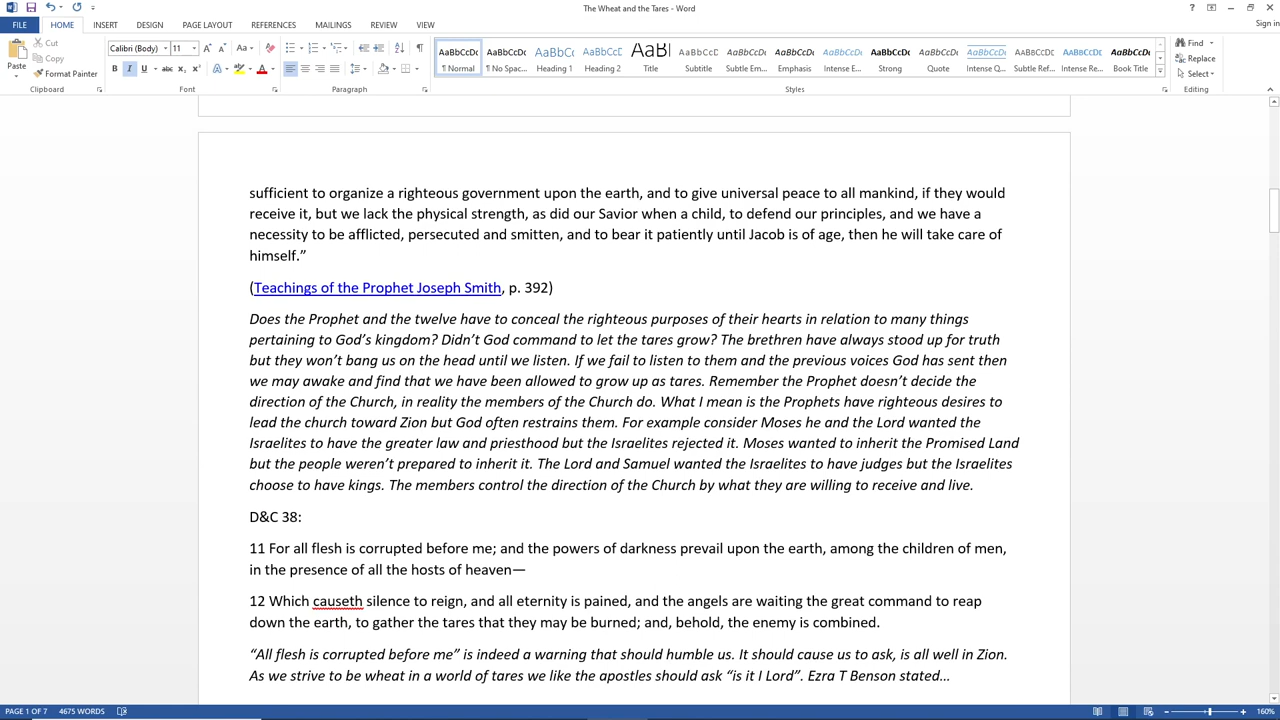 The Wheat and the Tares - Word
FILE HOME INSERT DESIGN PAGE LAYOUT REFERENCES MAILINGS REVIEW VIEW Sign in
Paste Cut Copy Format Painter
Calibri (Body) 11
AaBbCcDc AaBbCcDc AaBbCc AaBbCc AaBl AaBbCcD AaBbCcDc AaBbCcDc AaBbCcDc AaBbCcDc AaBbCcDc AaBbCcDc AaBbCcDc AaBbCcDc AaBbCcDc
¶ Normal ¶ No Spac... Heading 1 Heading 2 Title Subtitle Subtle Em... Emphasis Intense E... Strong Quote Intense Q... Subtle Ref... Intense Re... Book Title
Find Replace Select
Clipboard Font Paragraph Styles Editing
sufficient to organize a righteous government upon the earth, and to give universal peace to all mankind, if they would
receive it, but we lack the physical strength, as did our Savior when a child, to defend our principles, and we have a
necessity to be afflicted, persecuted and smitten, and to bear it patiently until Jacob is of age, then he will take care of
himself.”
(Teachings of the Prophet Joseph Smith, p. 392)
Does the Prophet and the twelve have to conceal the righteous purposes of their hearts in relation to many things
pertaining to God’s kingdom? Didn’t God command to let the tares grow? The brethren have always stood up for truth
but they won’t bang us on the head until we listen. If we fail to listen to them and the previous voices God has sent then
we may awake and find that we have been allowed to grow up as tares. Remember the Prophet doesn’t decide the
direction of the Church, in reality the members of the Church do. What I mean is the Prophets have righteous desires to
lead the church toward Zion but God often restrains them. For example consider Moses he and the Lord wanted the
Israelites to have the greater law and priesthood but the Israelites rejected it. Moses wanted to inherit the Promised Land
but the people weren’t prepared to inherit it. The Lord and Samuel wanted the Israelites to have judges but the Israelites
choose to have kings. The members control the direction of the Church by what they are willing to receive and live.
D&C 38:
11 For all flesh is corrupted before me; and the powers of darkness prevail upon the earth, among the children of men,
in the presence of all the hosts of heaven—
12 Which causeth silence to reign, and all eternity is pained, and the angels are waiting the great command to reap
down the earth, to gather the tares that they may be burned; and, behold, the enemy is combined.
“All flesh is corrupted before me” is indeed a warning that should humble us. It should cause us to ask, is all well in Zion.
As we strive to be wheat in a world of tares we like the apostles should ask “is it I Lord”. Ezra T Benson stated…
PAGE 1 OF 7 4675 WORDS 160%